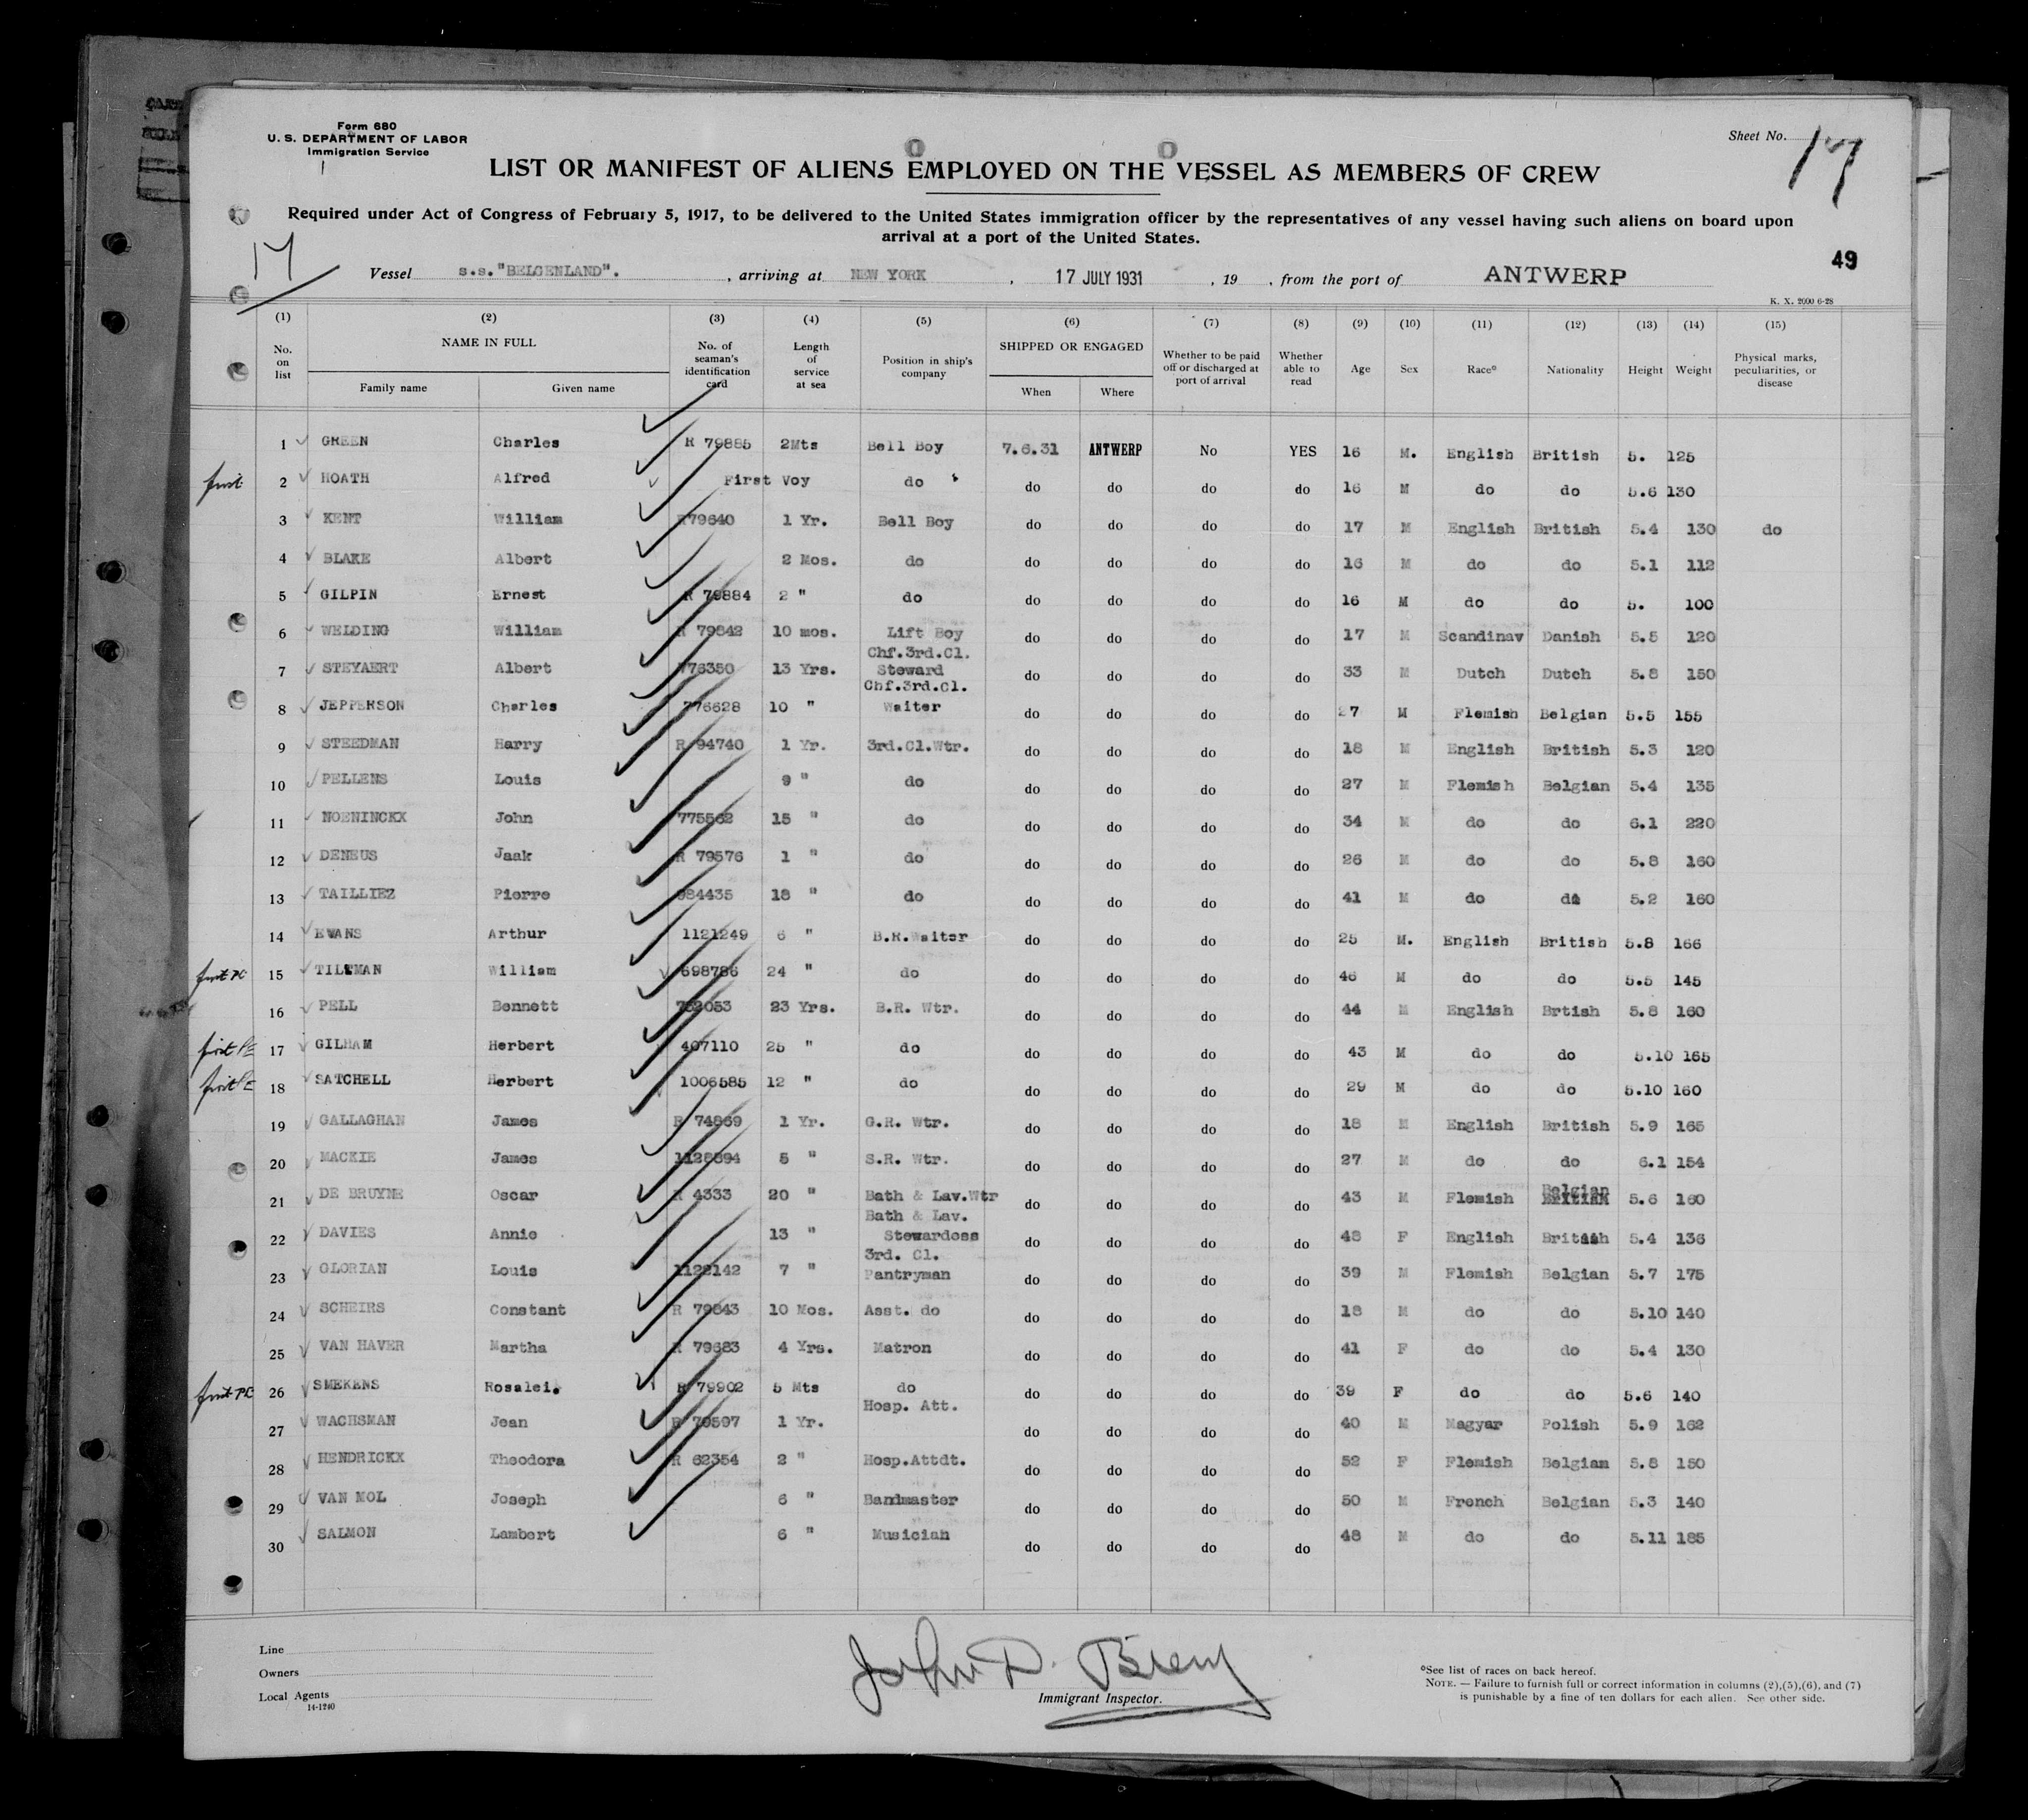 Form 680
U. S. DEPARTMENT OF LABOR
Immigration Service
Sheet No. 17
LIST OR MANIFEST OF ALIENS EMPLOYED ON THE VESSEL AS MEMBERS OF CREW
Required under Act of Congress of February 5, 1917, to be delivered to the United States immigration officer by the representatives of any vessel having such aliens on board upon
arrival at a port of the United States.
49
Vessel s.s."BELGENLAND". , arriving at NEW YORK , 17 JULY 1931 , 19 , from the port of ANTWERP
K. X. 2000 6-28
(1) (2) (3) (4) (5) (6) (7) (8) (9) (10) (11) (12) (13) (14) (15)
No. on list NAME IN FULL Family name Given name No. of seaman's identification card Length of service at sea Position in ship's company SHIPPED OR ENGAGED When Where Whether to be paid off or discharged at port of arrival Whether able to read Age Sex Race° Nationality Height Weight Physical marks, peculiarities, or disease
1 GREEN Charles R 79885 2Mts Bell Boy 7.6.31 ANTWERP No YES 16 M. English British 5. 125
first 2 HOATH Alfred First Voy do do do do do 16 M do do 5.6 130
3 KENT William R79640 1 Yr. Bell Boy do do do do 17 M English British 5.4 130 do
4 BLAKE Albert 2 Mos. do do do do do 16 M do do 5.1 112
5 GILPIN Ernest R 79884 2 " do do do do do 16 M do do 5. 100
6 WELDING William R 79642 10 mos. Lift Boy do do do do 17 M Scandinav Danish 5.5 120
7 STEYAERT Albert 776350 13 Yrs. Chf.3rd.Cl. Steward do do do do 33 M Dutch Dutch 5.8 150
8 JEPPERSON Charles 776628 10 " Chf.3rd.Cl. Waiter do do do do 27 M Flemish Belgian 5.5 155
9 STEEDMAN Harry R 94740 1 Yr. 3rd.Cl.Wtr. do do do do 18 M English British 5.3 120
10 PELLENS Louis 9 " do do do do do 27 M Flemish Belgian 5.4 135
11 NOENINCKX John 775562 15 " do do do do do 34 M do do 6.1 220
12 DENEUS Jaak R 79576 1 " do do do do do 26 M do do 5.8 160
13 TAILLIEZ Pierre 984435 18 " do do do do do 41 M do do 5.2 160
14 EWANS Arthur 1121249 6 " B.R.Waiter do do do do 25 M. English British 5.8 166
15 TILTMAN William 698786 24 " do do do do do 46 M do do 5.5 145
16 PELL Bennett 23 Yrs. B.R. Wtr. do do do do 44 M English Brtish 5.8 160
17 GILHAM Herbert 407110 25 " do do do do do 43 M do do 5.10 165
18 SATCHELL Herbert 1006585 12 " do do do do do 29 M do do 5.10 160
19 GALLAGHAN James R 74869 1 Yr. G.R. Wtr. do do do do 18 M English British 5.9 165
20 MACKIE James 1128894 5 " S.R. Wtr. do do do do 27 M do do 6.1 154
21 DE BRUYNE Oscar R 4333 20 " Bath & Lav.Wtr do do do do 43 M Flemish Belgian 5.6 160
22 DAVIES Annie 13 " Bath & Lav. Stewardess do do do do 48 F English British 5.4 136
23 GLORIAN Louis 1122142 7 " 3rd. Cl. Pantryman do do do do 39 M Flemish Belgian 5.7 175
24 SCHEIRS Constant R 79643 10 Mos. Asst. do do do do do 18 M do do 5.10 140
25 VAN HAVER Martha R 79683 4 Yrs. Matron do do do do 41 F do do 5.4 130
26 SMEKENS Rosalei. R 79902 5 Mts do do do do do 39 F do do 5.6 140
27 WACHSMAN Jean R 79597 1 Yr. Hosp. Att. do do do do 40 M Magyar Polish 5.9 162
28 HENDRICKX Theodora R 62354 2 " Hosp.Attdt. do do do do 52 F Flemish Belgian 5.8 150
29 VAN MOL Joseph 6 " Bandmaster do do do do 50 M French Belgian 5.3 140
30 SALMON Lambert 6 " Musician do do do do 48 M do do 5.11 185
Line
Owners
Local Agents
14-1240
Immigrant Inspector.
°See list of races on back hereof.
NOTE. — Failure to furnish full or correct information in columns (2),(5),(6), and (7)
is punishable by a fine of ten dollars for each alien. See other side.